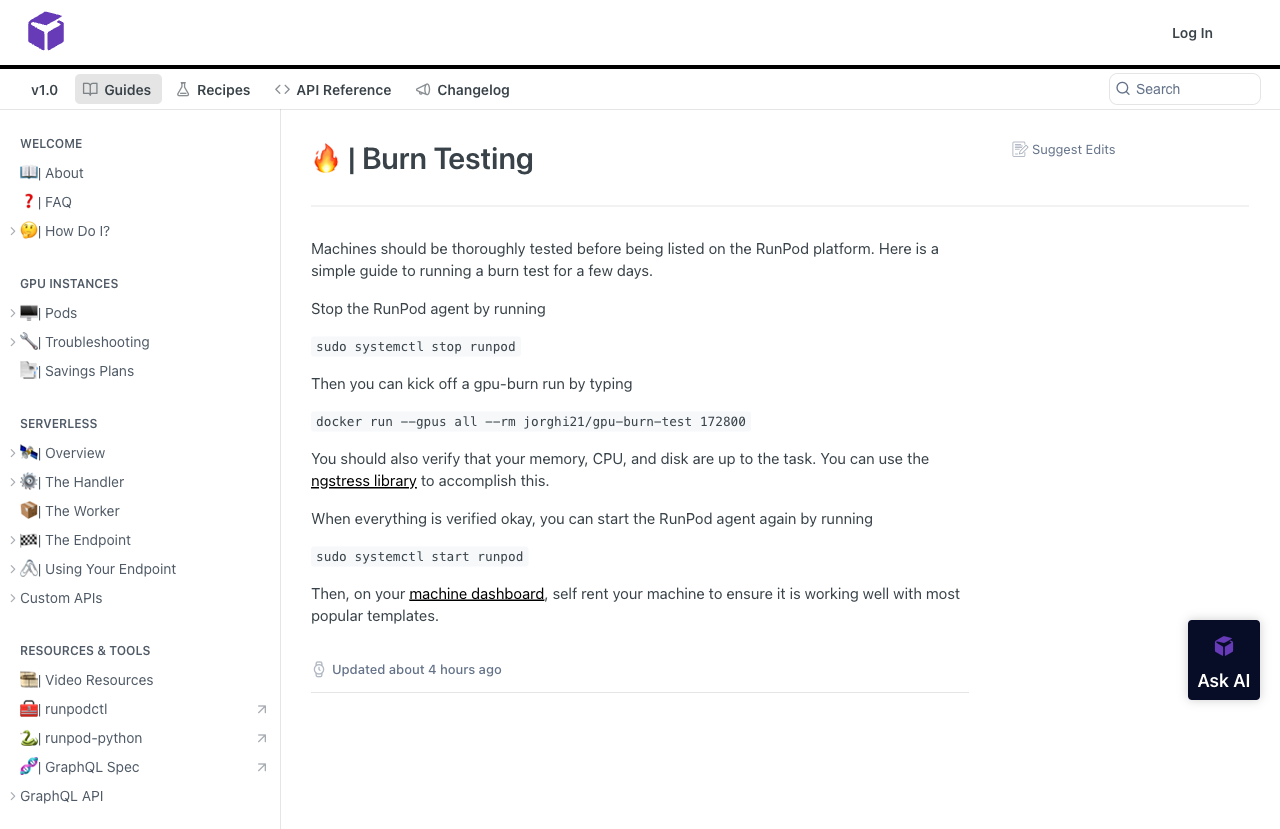 Log In
v1.0
Guides
Recipes
API Reference
Changelog
Search
WELCOME
| About
| FAQ
| How Do I?
GPU INSTANCES
| Pods
| Troubleshooting
| Savings Plans
SERVERLESS
| Overview
| The Handler
| The Worker
| The Endpoint
| Using Your Endpoint
Custom APIs
RESOURCES & TOOLS
| Video Resources
| runpodctl
| runpod-python
| GraphQL Spec
GraphQL API
🔥 | Burn Testing
Suggest Edits
Machines should be thoroughly tested before being listed on the RunPod platform. Here is a
simple guide to running a burn test for a few days.
Stop the RunPod agent by running
sudo systemctl stop runpod
Then you can kick off a gpu-burn run by typing
docker run --gpus all --rm jorghi21/gpu-burn-test 172800
You should also verify that your memory, CPU, and disk are up to the task. You can use the
ngstress library to accomplish this.
When everything is verified okay, you can start the RunPod agent again by running
sudo systemctl start runpod
Then, on your machine dashboard, self rent your machine to ensure it is working well with most
popular templates.
Updated about 4 hours ago
Ask AI